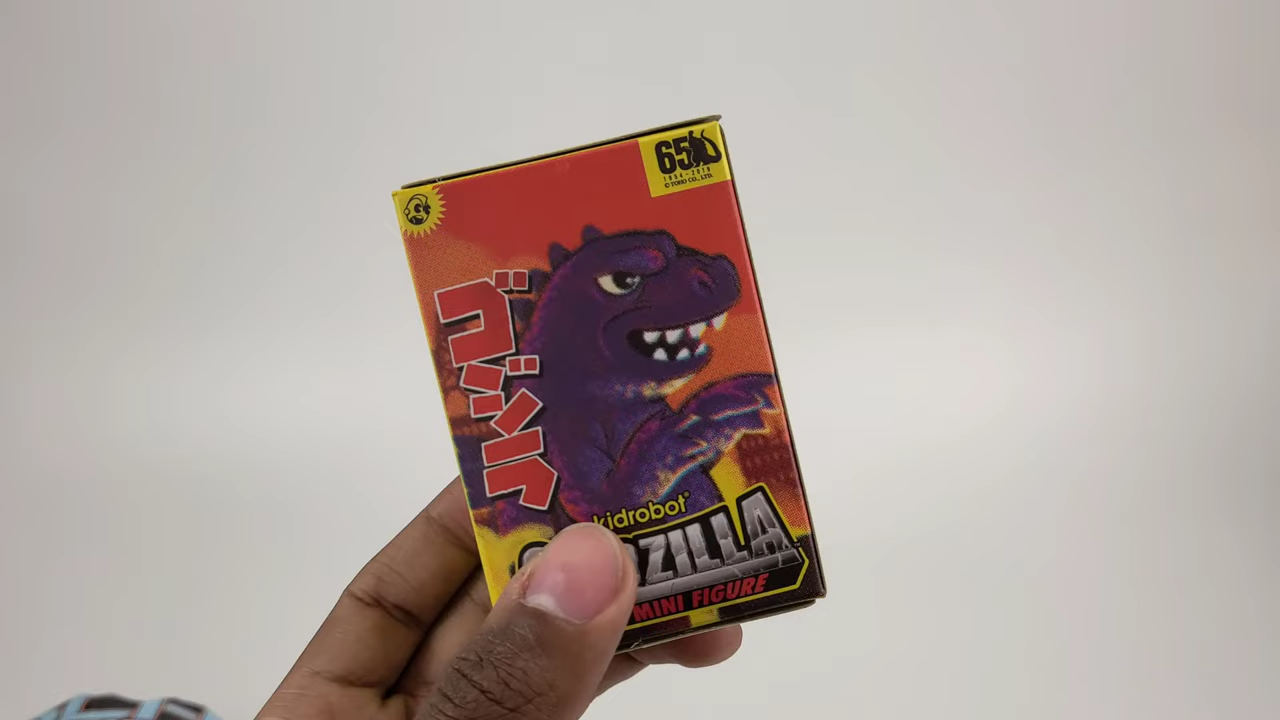 65
1954-2019
© TOHO CO., LTD.
ゴジラ
kidrobot
ZILLA
MINI FIGURE